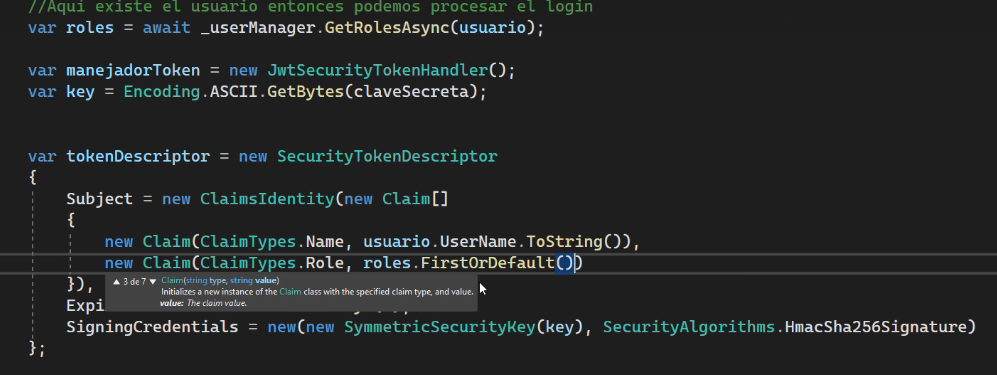 //Aqui existe el usuario entonces podemos procesar el login
var roles = await _userManager.GetRolesAsync(usuario);
var manejadorToken = new JwtSecurityTokenHandler();
var key = Encoding.ASCII.GetBytes(claveSecreta);
var tokenDescriptor = new SecurityTokenDescriptor
{
Subject = new ClaimsIdentity(new Claim[]
{
new Claim(ClaimTypes.Name, usuario.UserName.ToString()),
new Claim(ClaimTypes.Role, roles.FirstOrDefault())
}),
▲ 3 de 7 ▼ Claim(string type, string value)
Initializes a new instance of the Claim class with the specified claim type, and value.
value: The claim value.
Expi
SigningCredentials = new(new SymmetricSecurityKey(key), SecurityAlgorithms.HmacSha256Signature)
};